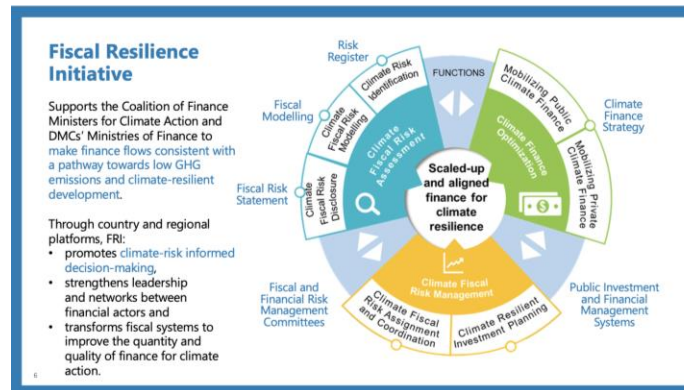 Fiscal Resilience
Initiative
Supports the Coalition of Finance
Ministers for Climate Action and
DMCs' Ministries of Finance to
make finance flows consistent with
a pathway towards low GHG
emissions and climate-resilient
development.
Through country and regional
platforms, FRI:
• promotes climate-risk informed
decision-making,
• strengthens leadership
and networks between
financial actors and
• transforms fiscal systems to
improve the quantity and
quality of finance for climate
action.
6
Risk
Register
Fiscal
Modelling
Fiscal Risk
Statement
Fiscal and
Financial Risk
Management
Committees
Climate Risk
Identification
Climate
Fiscal Risk
Modelling
Climate
Fiscal Risk
Disclosure
Climate
Fiscal Risk
Assessment
FUNCTIONS
Scaled-up
and aligned
finance for
climate
resilience
Mobilizing Public
Climate Finance
Mobilizing Private
Climate Finance
Climate Finance
Optimization
$
Climate
Finance
Strategy
Climate Fiscal
Risk Management
Climate Fiscal
Risk Assignment
and Coordination
Climate Resilient
Investment Planning
Public Investment
and Financial
Management
Systems